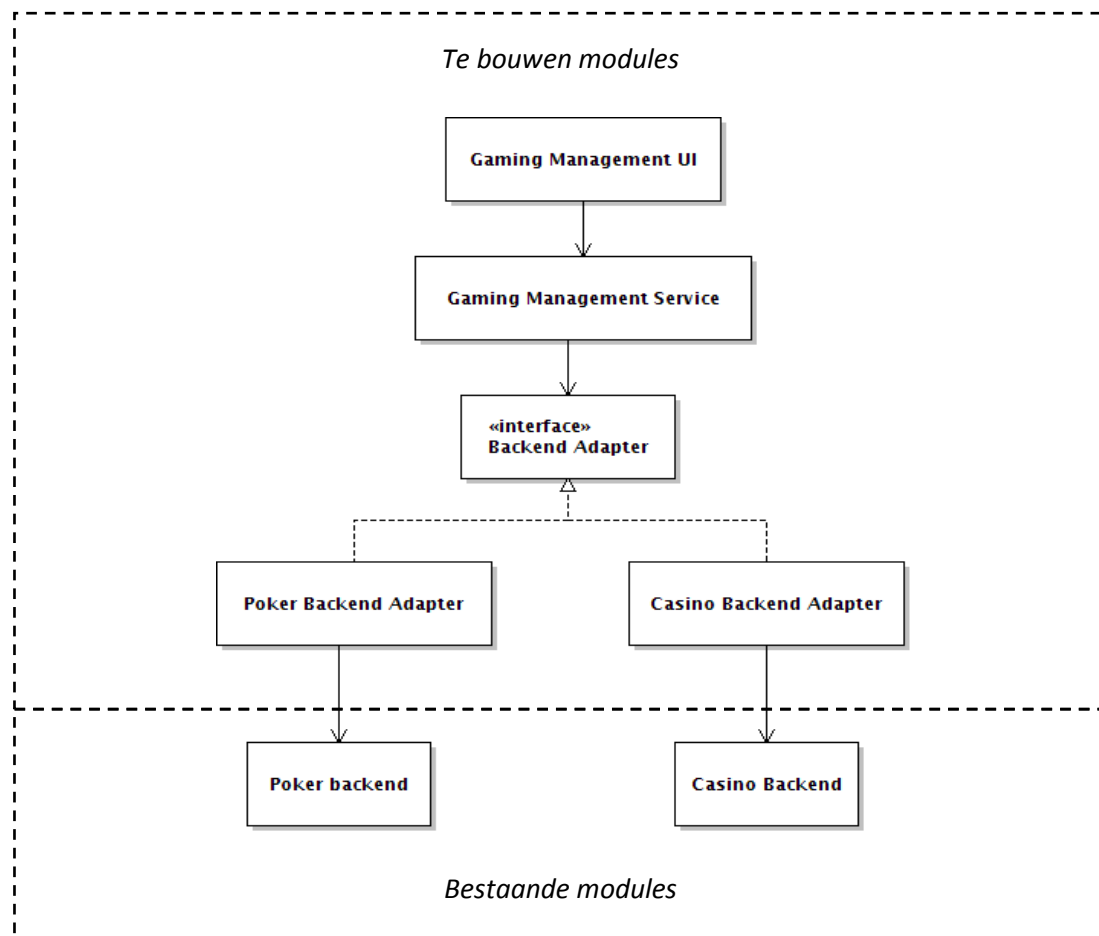 Te bouwen modules
Gaming Management UI
Gaming Management Service
«interface»
Backend Adapter
Poker Backend Adapter
Casino Backend Adapter
Poker backend
Casino Backend
Bestaande modules